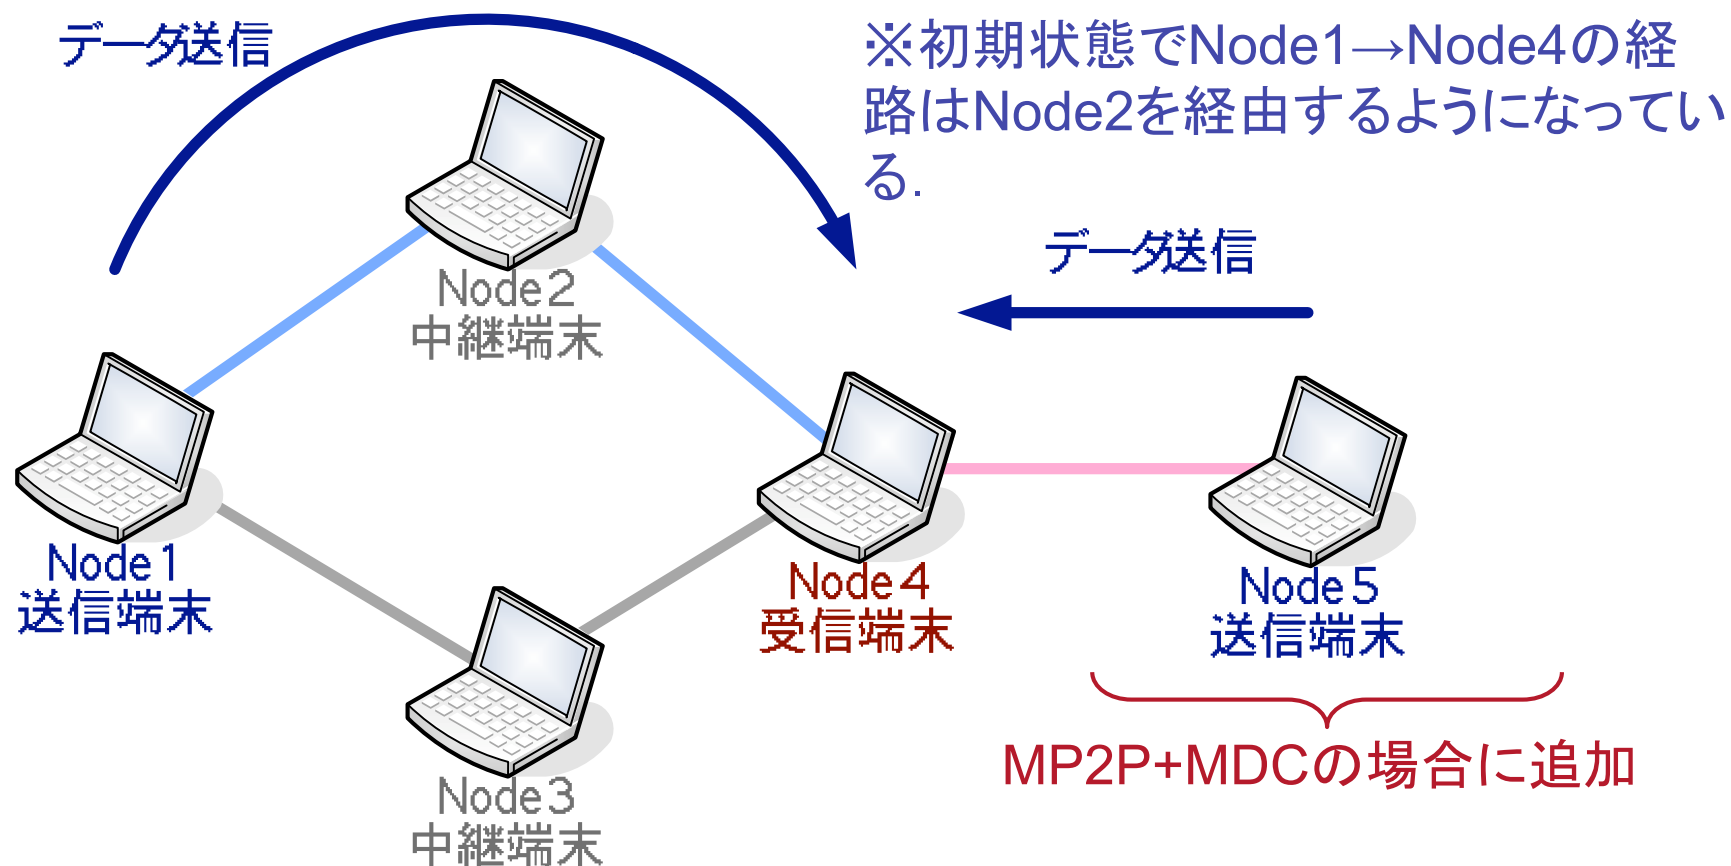 データ送信
※初期状態でNode1→Node4の経
路はNode2を経由するようになってい
る.
データ送信
Node2
中継端末
Node1
送信端末
Node4
受信端末
Node5
送信端末
MP2P+MDCの場合に追加
Node3
中継端末